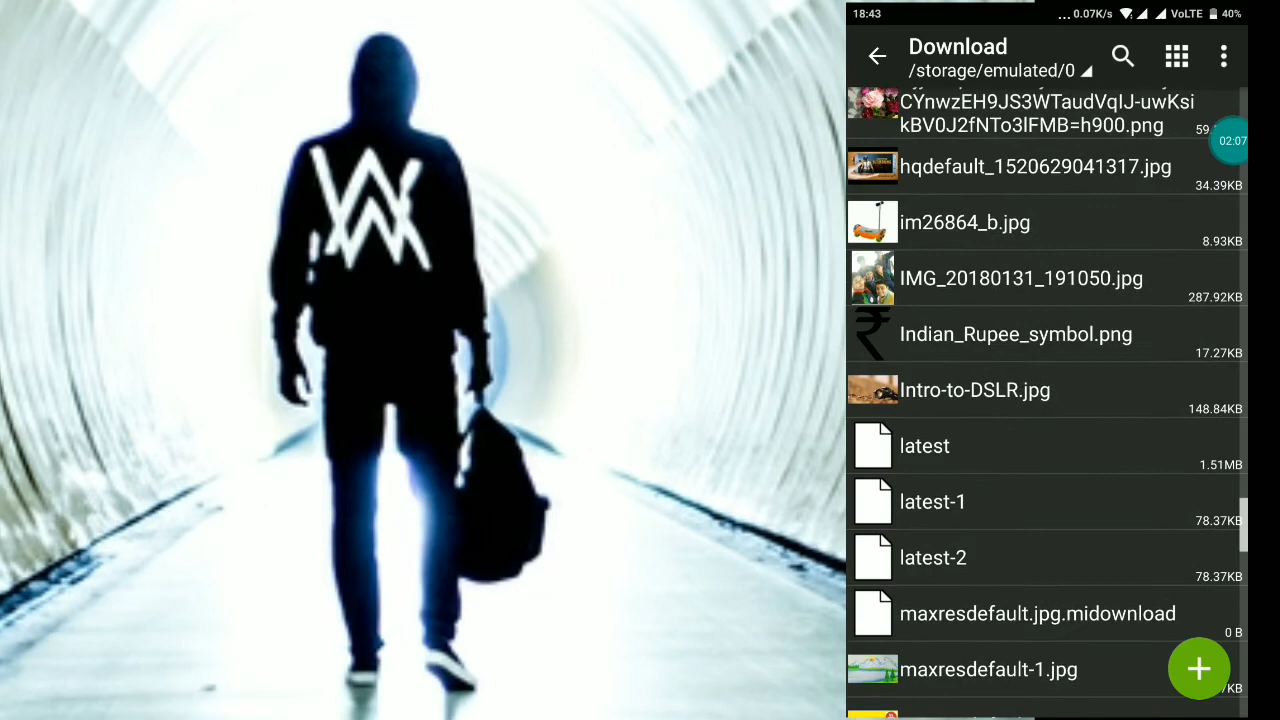 18:43
... 0.07K/s VoLTE 40%
Download
/storage/emulated/0
CYnwzEH9JS3WTaudVqIJ-uwKsi
kBV0J2fNTo3lFMB=h900.png
59
02:07
hqdefault_1520629041317.jpg
34.39KB
im26864_b.jpg
8.93KB
IMG_20180131_191050.jpg
287.92KB
Indian_Rupee_symbol.png
17.27KB
Intro-to-DSLR.jpg
148.84KB
latest
1.51MB
latest-1
78.37KB
latest-2
78.37KB
maxresdefault.jpg.midownload
0 B
maxresdefault-1.jpg